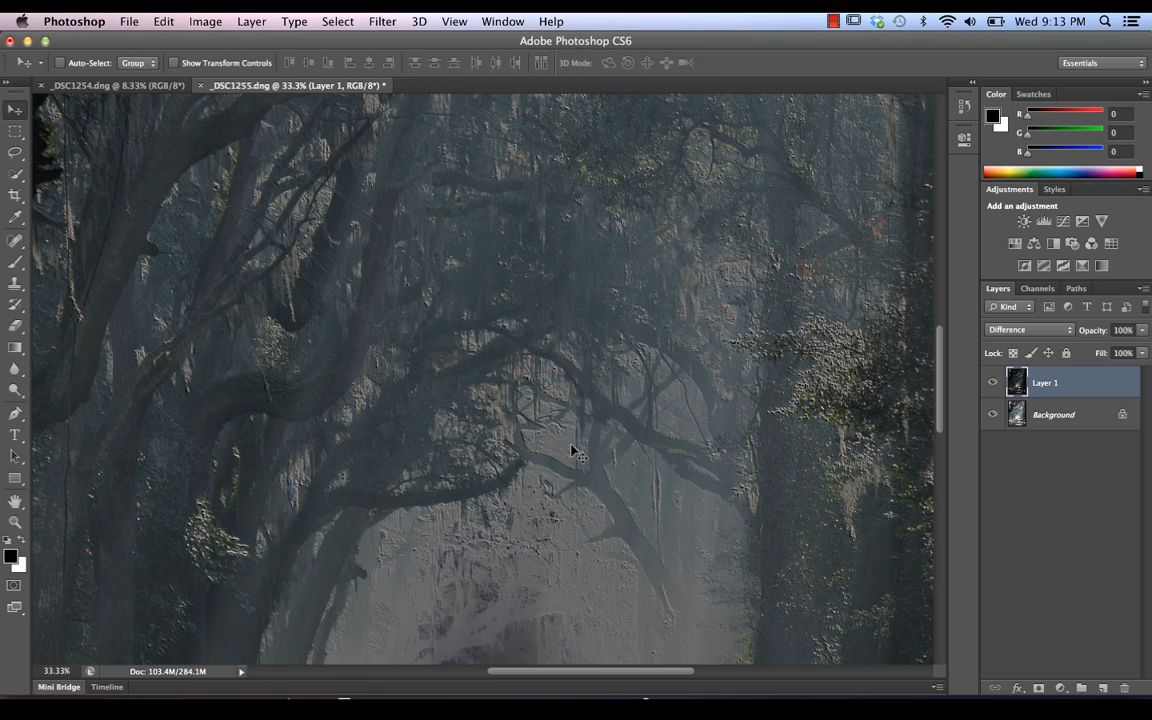 Photoshop File Edit Image Layer Type Select Filter 3D View Window Help Wed 9:13 PM
Adobe Photoshop CS6
Auto-Select: Group Show Transform Controls 3D Mode: Essentials
_DSC1254.dng @ 8.33% (RGB/8*) _DSC1255.dng @ 33.3% (Layer 1, RGB/8*) *
Color Swatches
R 0
G 0
B 0
Adjustments Styles
Add an adjustment
Layers Channels Paths
Kind
Difference Opacity: 100%
Lock: Fill: 100%
Layer 1
Background
33.33% Doc: 103.4M/284.1M
Mini Bridge Timeline